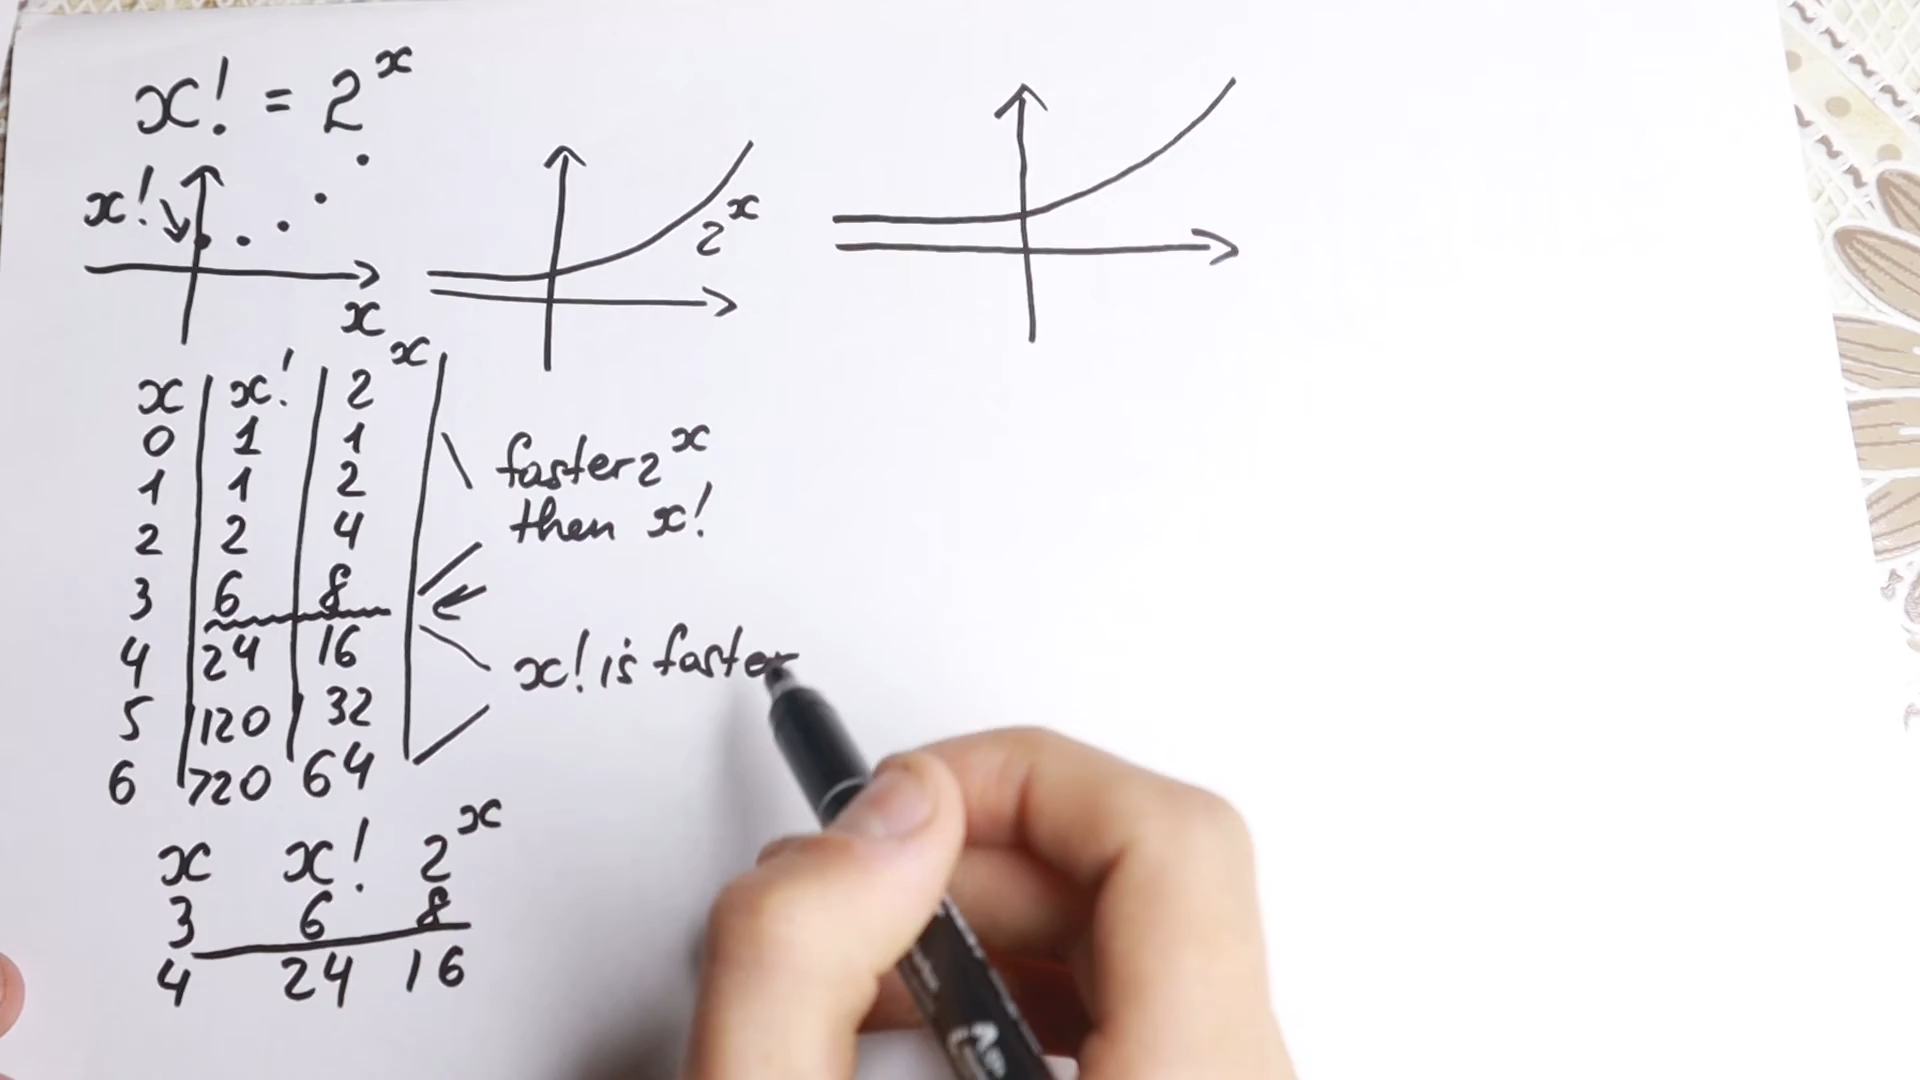 x! = 2^x
x!
x
2^x
x x! 2^x
0 1 1
1 1 2
2 2 4
3 6 8
4 24 16
5 120 32
6 720 64
faster 2^x
then x!
x! is faster
x x! 2^x
3 6 8
4 24 16